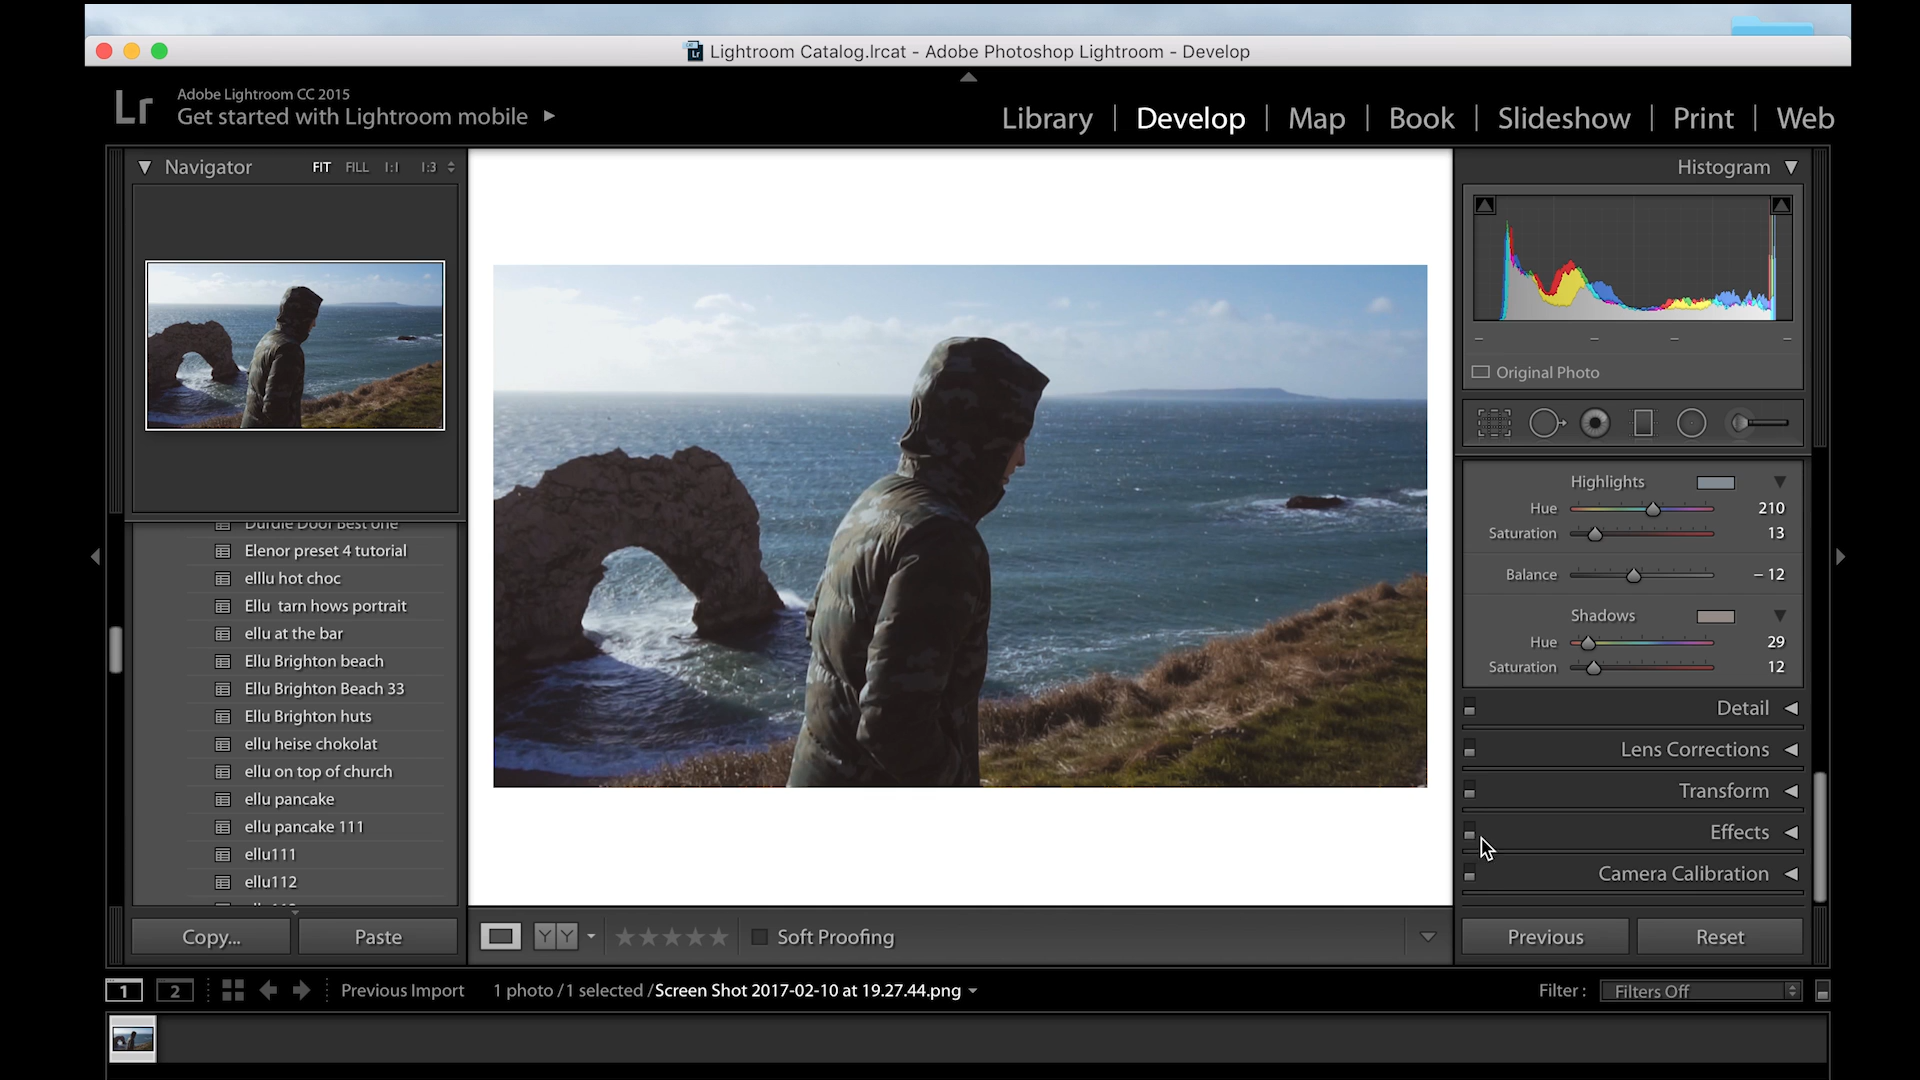 Lightroom Catalog.lrcat - Adobe Photoshop Lightroom - Develop
Lr
Adobe Lightroom CC 2015
Get started with Lightroom mobile
Library | Develop | Map | Book | Slideshow | Print | Web
Navigator FIT FILL 1:1 1:3
Histogram
Original Photo
Durdle Door Best one
Elenor preset 4 tutorial
elllu hot choc
Ellu tarn hows portrait
ellu at the bar
Ellu Brighton beach
Ellu Brighton Beach 33
Ellu Brighton huts
ellu heise chokolat
ellu on top of church
ellu pancake
ellu pancake 111
ellu111
ellu112
Highlights
Hue 210
Saturation 13
Balance – 12
Shadows
Hue 29
Saturation 12
Detail
Lens Corrections
Transform
Effects
Camera Calibration
Copy... Paste
YY Soft Proofing
Previous Reset
1 2 Previous Import 1 photo / 1 selected / Screen Shot 2017-02-10 at 19.27.44.png
Filter : Filters Off